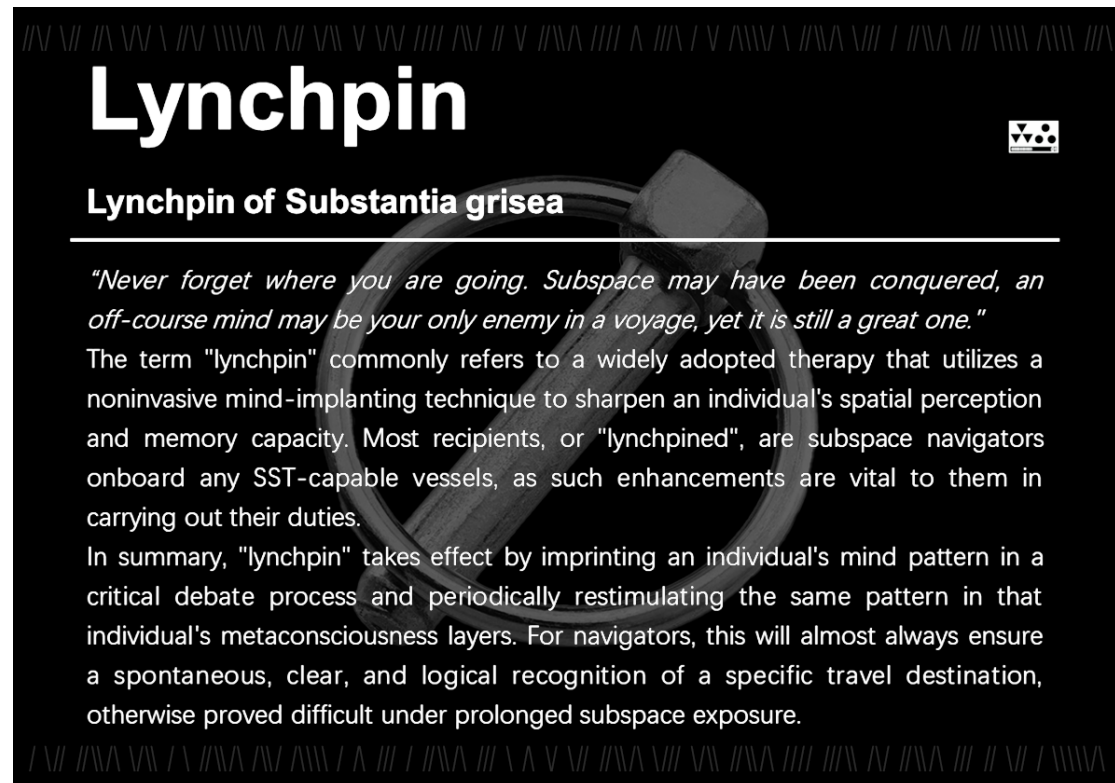 Lynchpin
Lynchpin of Substantia grisea
“Never forget where you are going. Subspace may have been conquered, an
off-course mind may be your only enemy in a voyage, yet it is still a great one."
The term "lynchpin" commonly refers to a widely adopted therapy that utilizes a
noninvasive mind-implanting technique to sharpen an individual's spatial perception
and memory capacity. Most recipients, or "lynchpined", are subspace navigators
onboard any SST-capable vessels, as such enhancements are vital to them in
carrying out their duties.
In summary, "lynchpin" takes effect by imprinting an individual's mind pattern in a
critical debate process and periodically restimulating the same pattern in that
individual's metaconsciousness layers. For navigators, this will almost always ensure
a spontaneous, clear, and logical recognition of a specific travel destination,
otherwise proved difficult under prolonged subspace exposure.